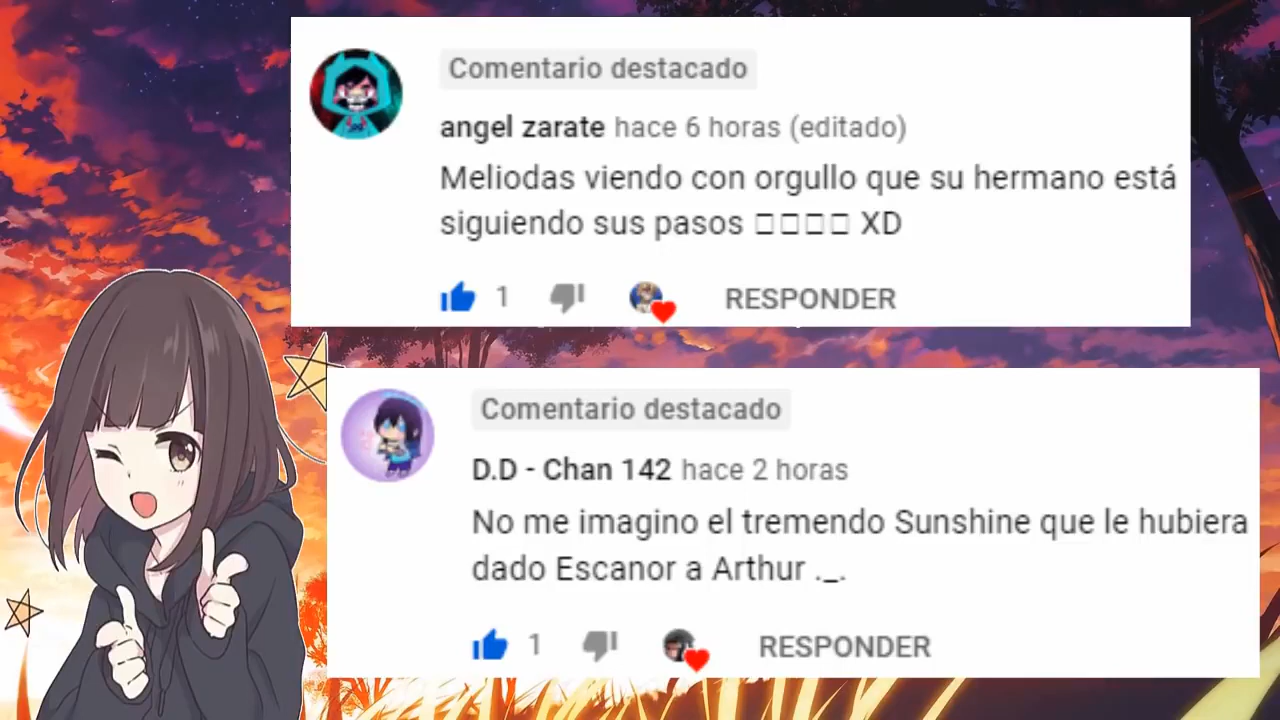 Comentario destacado
angel zarate hace 6 horas (editado)
Meliodas viendo con orgullo que su hermano está
siguiendo sus pasos □□□□ XD
1 RESPONDER
Comentario destacado
D.D - Chan 142 hace 2 horas
No me imagino el tremendo Sunshine que le hubiera
dado Escanor a Arthur ._.
1 RESPONDER